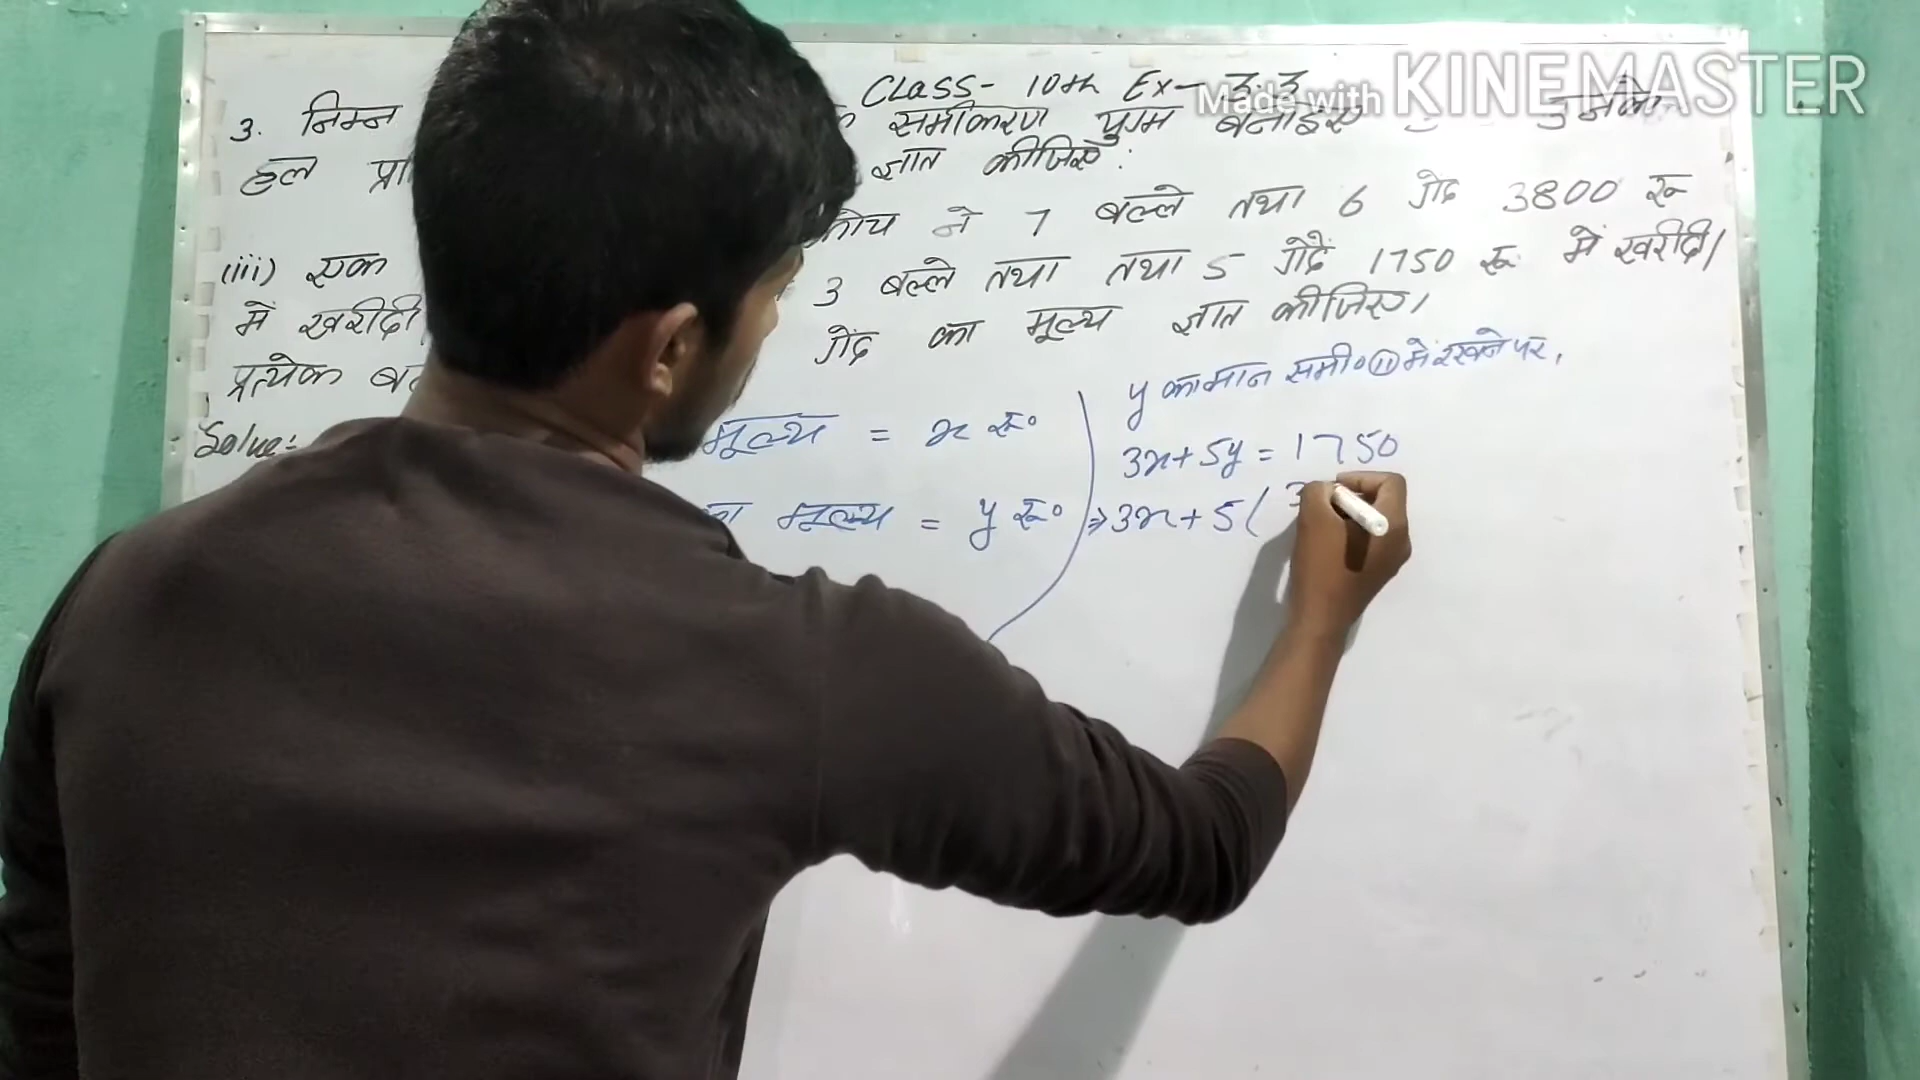 Made with KINEMASTER
CLASS- 10th Ex- 3.3
3. निम्न समीकरण युग्म बनाइए उनके
हल ज्ञात कीजिए:
(iii) एक कोच ने 7 बल्ले तथा 6 गेंद 3800 रू
में खरीदी 3 बल्ले तथा तथा 5 गेंदें 1750 रू में खरीदी।
प्रत्येक गेंद का मूल्य ज्ञात कीजिए।
Solve:-
मूल्य = x रू०
का मूल्य = y रू०
y का मान समी० (ii) में रखने पर,
3x+5y = 1750
⇒ 3x+5( 3